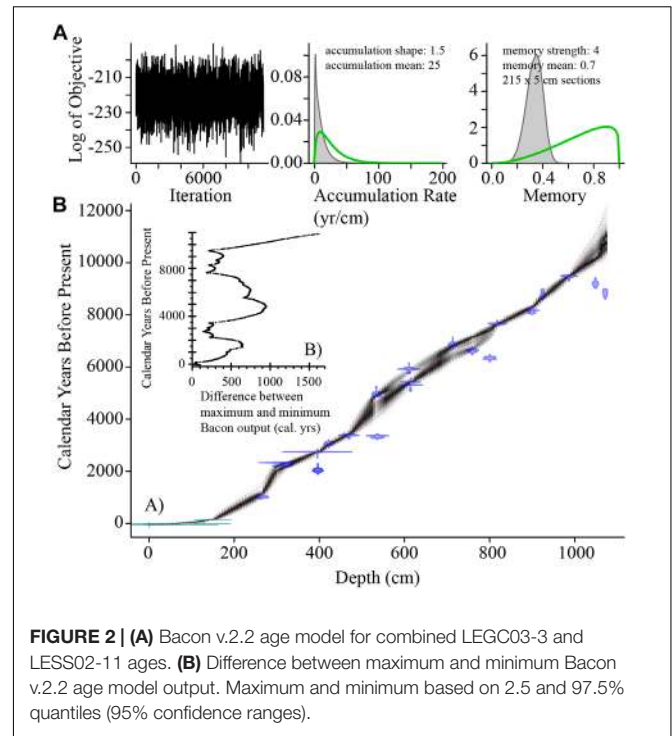 A
Log of Objective
-210
-230
-250
0
6000
Iteration
accumulation shape: 1.5
accumulation mean: 25
0.08
0.04
0.00
0
100
200
Accumulation Rate
(yr/cm)
memory strength: 4
memory mean: 0.7
215 x 5 cm sections
6
4
2
0
0.0
0.4
0.8
Memory
B
Calendar Years Before Present
12000
10000
8000
6000
4000
2000
0
Calendar Years Before Present
8000
4000
0
0
500
1000
1500
B)
Difference between
maximum and minimum
Bacon output (cal. yrs)
A)
0
200
400
600
800
1000
Depth (cm)
FIGURE 2 | (A) Bacon v.2.2 age model for combined LEGC03-3 and
LESS02-11 ages. (B) Difference between maximum and minimum Bacon
v.2.2 age model output. Maximum and minimum based on 2.5 and 97.5%
quantiles (95% confidence ranges).